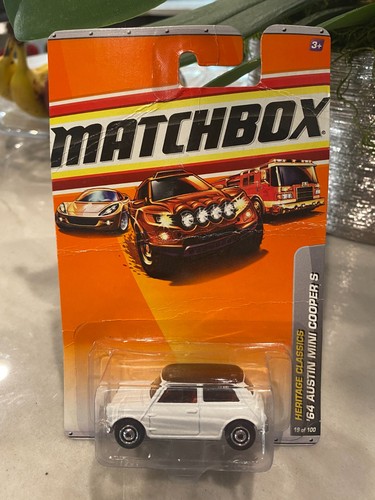 3+
MATCHBOX
HERITAGE CLASSICS
'64 AUSTIN MINI COOPER S
19 of 100